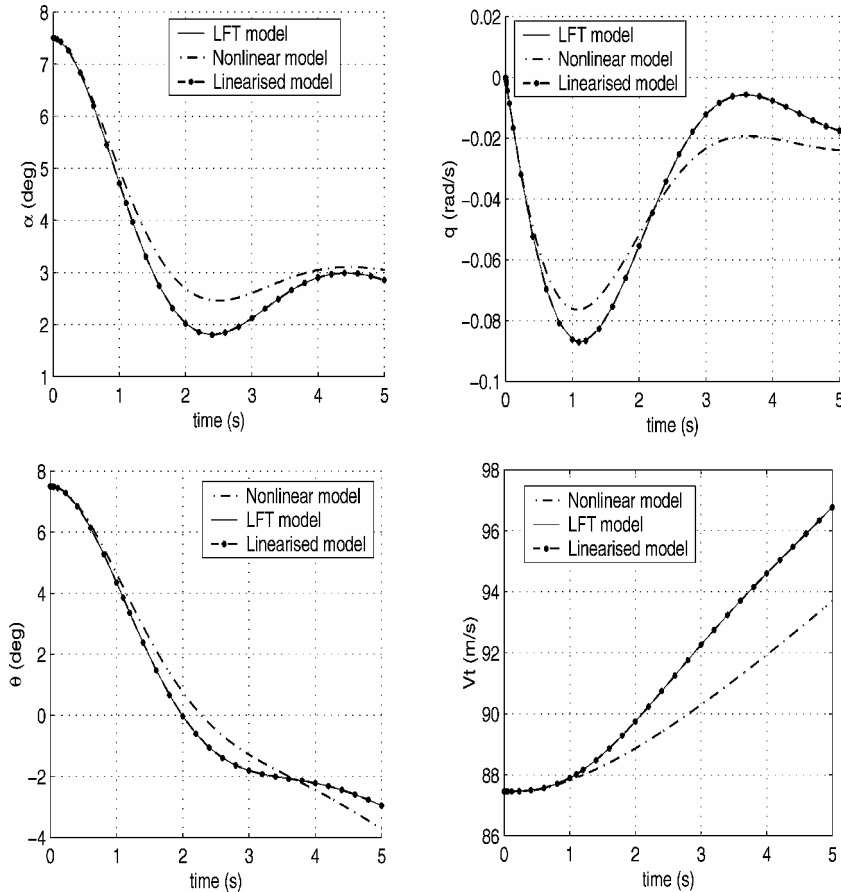 8
7
6
5
4
3
2
1
α (deg)
LFT model
Nonlinear model
Linearised model
0 1 2 3 4 5
time (s)
0.02
0
−0.02
−0.04
−0.06
−0.08
−0.1
q (rad/s)
LFT model
Nonlinear model
Linearised model
0 1 2 3 4 5
time (s)
8
6
4
2
0
−2
−4
θ (deg)
Nonlinear model
LFT model
Linearised model
0 1 2 3 4 5
time (s)
98
96
94
92
90
88
86
Vt (m/s)
Nonlinear model
LFT model
Linearised model
0 1 2 3 4 5
time (s)